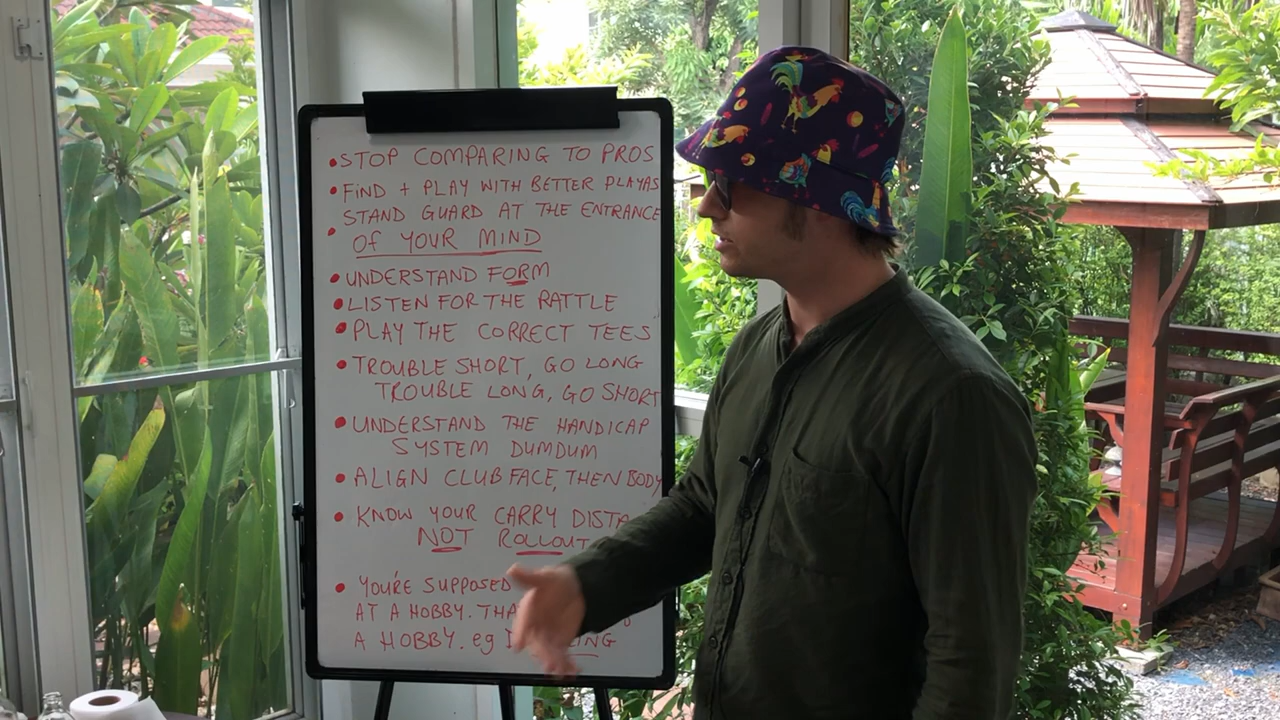 •STOP COMPARING TO PROS
• FIND + PLAY WITH BETTER PLAYAS
STAND GUARD AT THE ENTRANCE
• OF YOUR MIND
• UNDERSTAND FORM
• LISTEN FOR THE RATTLE
• PLAY THE CORRECT TEES
• TROUBLE SHORT, GO LONG
TROUBLE LONG, GO SHORT
• UNDERSTAND THE HANDICAP
SYSTEM DUMDUM
• ALIGN CLUB FACE, THEN BODY
• KNOW YOUR CARRY DISTA
NOT ROLLOUT
• YOU'RE SUPPOSED
AT A HOBBY. THA
A HOBBY. eg